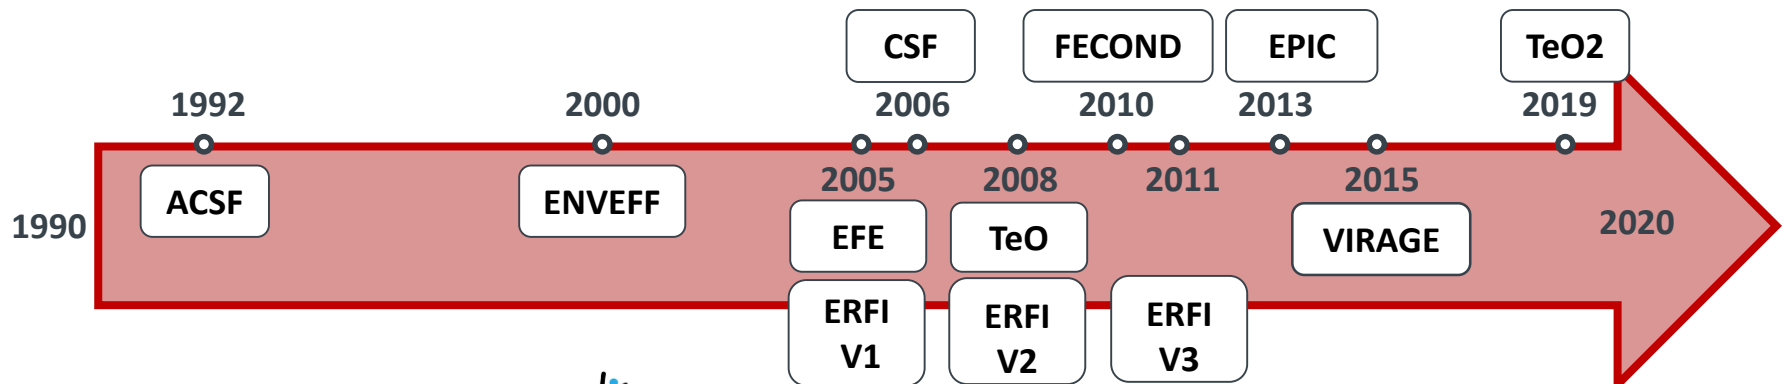 CSF
FECOND
EPIC
TeO2
1992
2000
2006
2010
2013
2019
2005
2008
2011
2015
ACSF
ENVEFF
1990
EFE
TeO
VIRAGE
2020
ERFI
V1
ERFI
V2
ERFI
V3